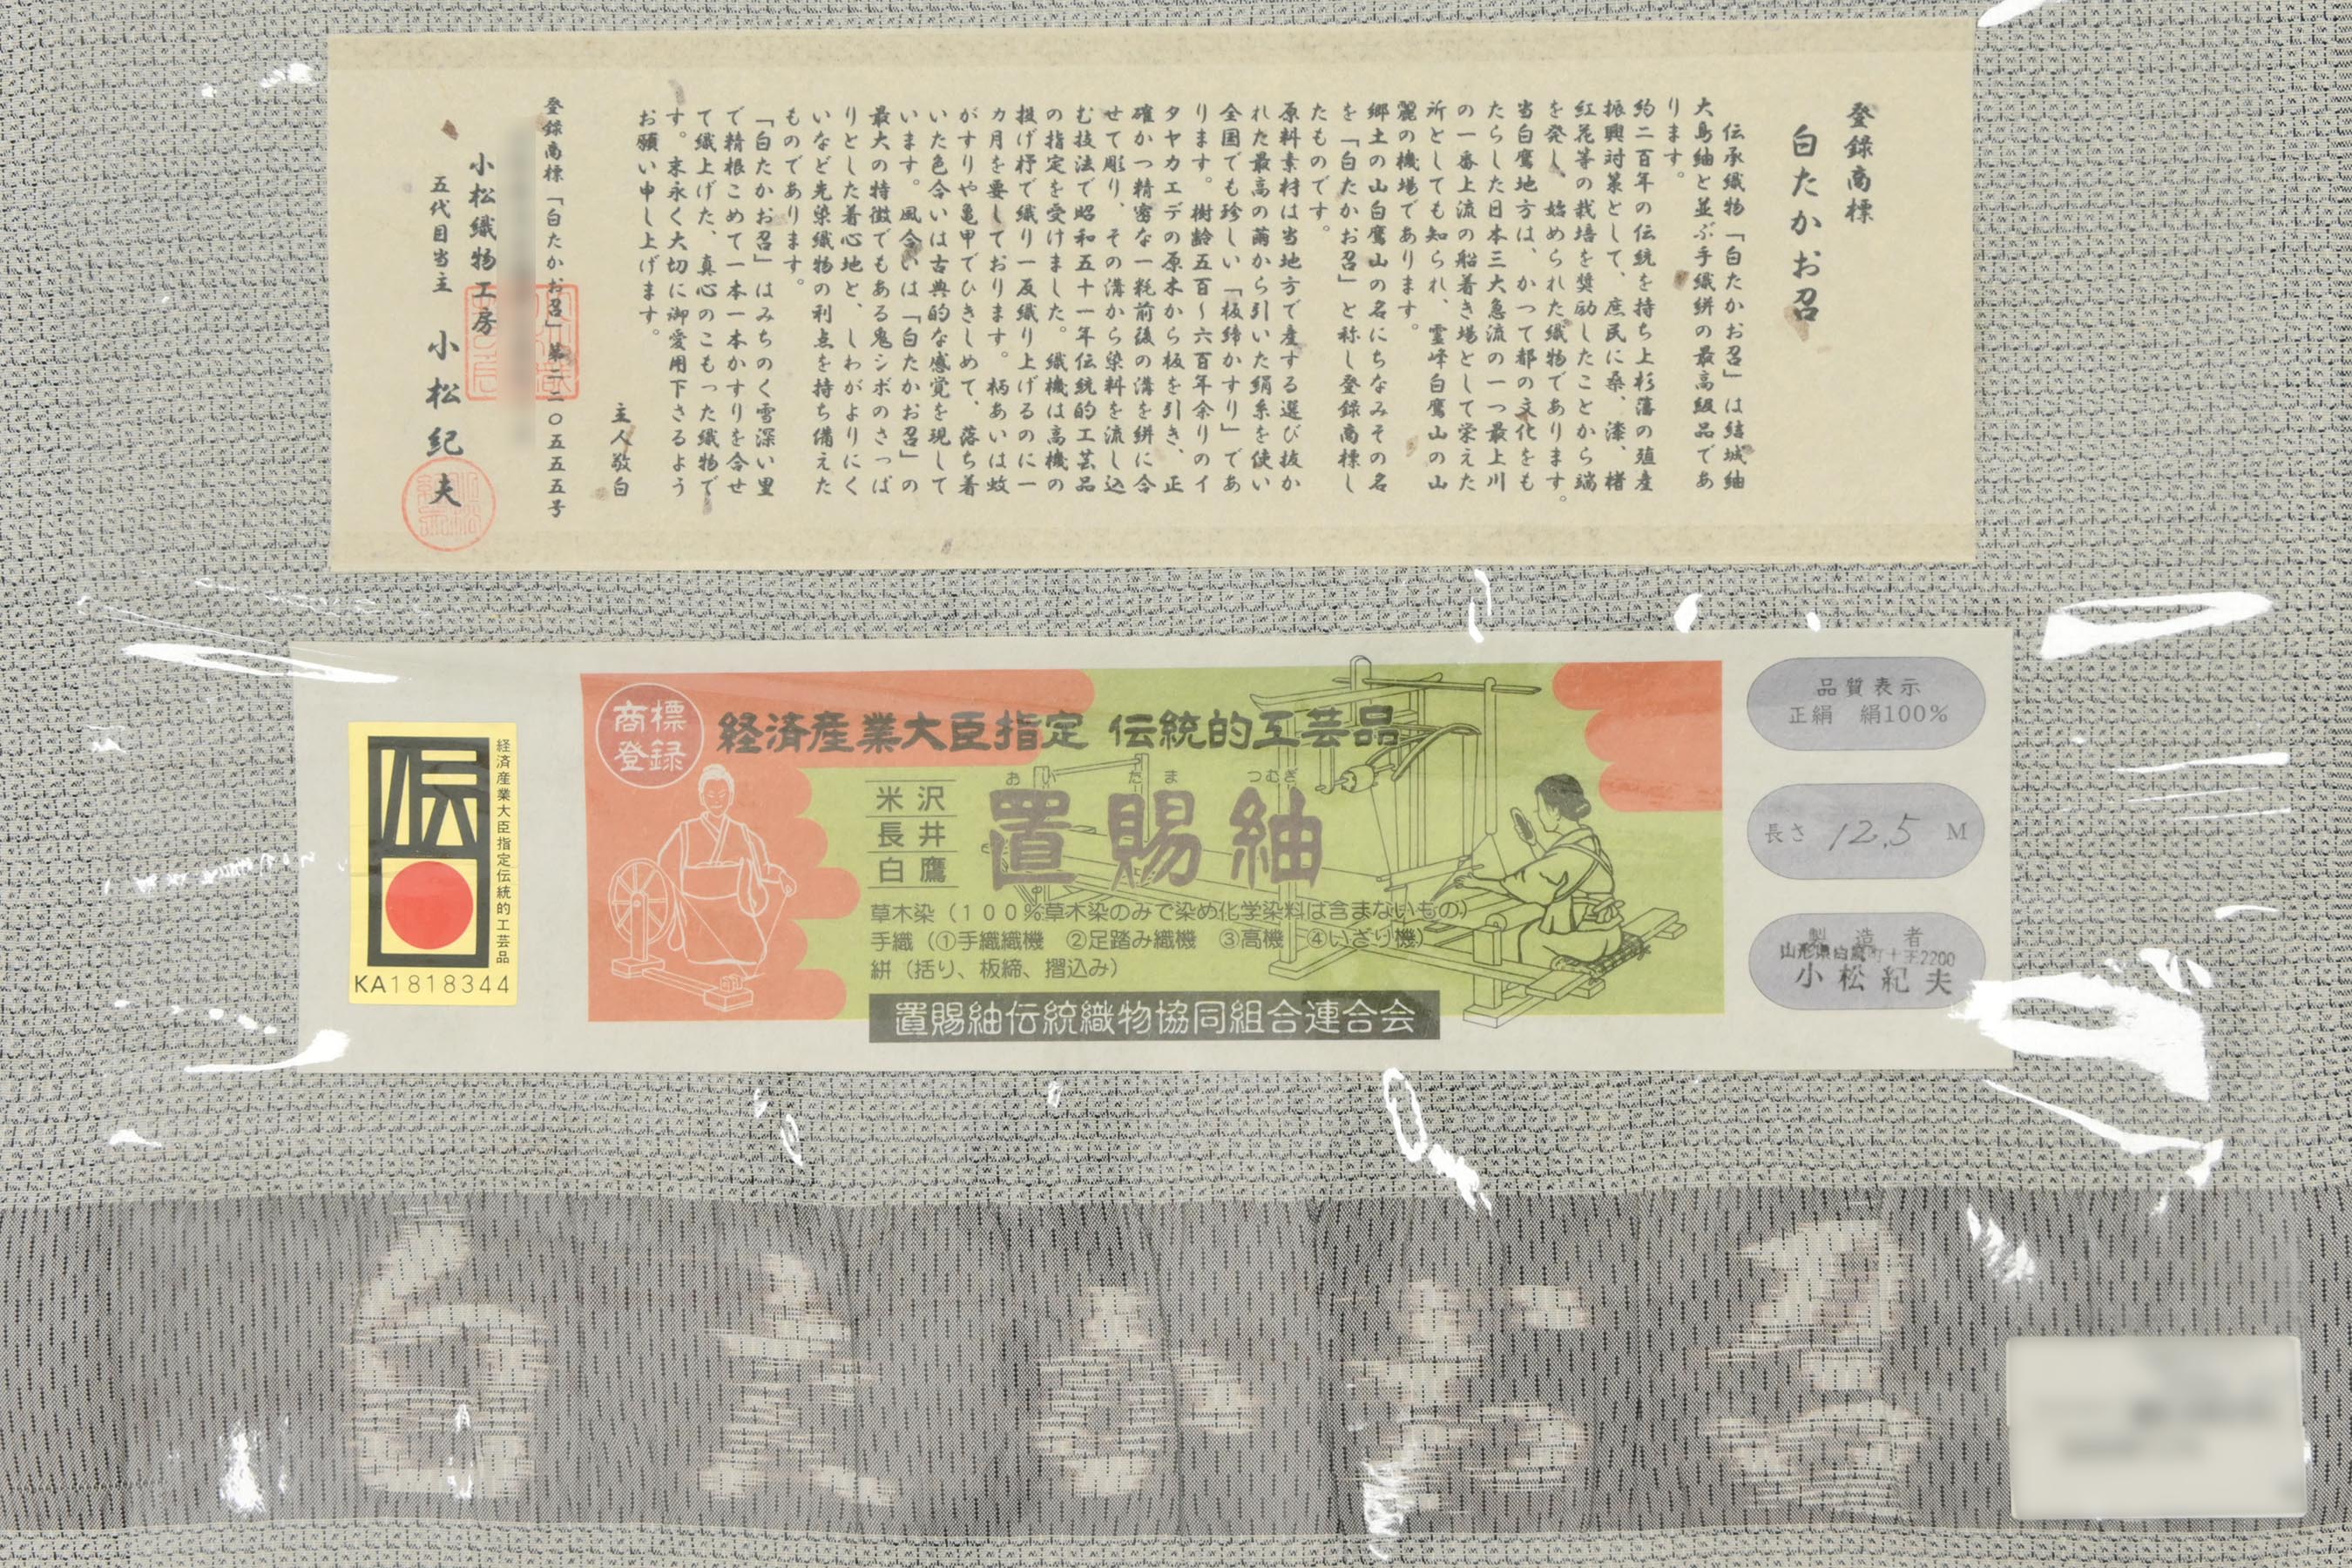 登録商標
白たかお召
伝承織物「白たかお召」は結城紬
大島紬と並ぶ手織絣の最高級品であ
ります。
約二百年の伝統を持ち上杉藩の殖産
振興対策として、庶民に桑、漆、楮
紅花等の栽培を奨励したことから端
を発し、始められた織物であります。
当白鷹地方は、かつて都の文化をも
たらした日本三大急流の一つ最上川
の一番上流の船着き場として栄えた
所としても知られ、霊峰白鷹山の山
麗の機場であります。
郷土の山白鷹山の名にちなみその名
を「白たかお召」と称し登録商標し
たものです。
原料素材は当地方で産する選び抜か
れた最高の繭から引いた絹糸を使い
全国でも珍しい「板締かすり」であ
ります。樹齢五百～六百年余りのイ
タヤカエデの原木から板を引き、正
確かつ精密な一粍前後の溝を絣に合
せて彫り、その溝から染料を流し込
む技法で昭和五十一年伝統的工芸品
の指定を受けました。織機は高機の
投げ杼で織り一反織り上げるのに一
カ月を要しております。柄あいは蚊
がすりや亀甲でひきしめて、落ち着
いた色合いは古典的な感覚を現して
います。風合いは「白たかお召」の
最大の特徴でもある鬼シボのさっぱ
りとした着心地と、しわがよりにく
いなど先染織物の利点を持ち備えた
ものであります。
「白たかお召」はみちのく雪深い里
で精根こめて一本一本かすりを合せ
て織上げた、真心のこもった織物で
す。末永く大切に御愛用下さるよう
お願い申し上げます。
主人敬白
登録商標「白たかお召」第二二〇五五五号
小松織物工房
五代目当主 小松紀夫
経済産業大臣指定伝統的工芸品
伝
KA1818344
商標
登録
経済産業大臣指定 伝統的工芸品
米沢
長井
白鷹
おいたまつむぎ
置賜紬
草木染（１００％草木染のみで染め化学染料は含まないもの）
手織（①手織織機 ②足踏み織機 ③高機 ④いざり機）
絣（括り、板締、摺込み）
置賜紬伝統織物協同組合連合会
品質表示
正絹 絹100%
長さ 12.5 M
製造者
山形県白鷹町十王2200
小松紀夫
白たかお召